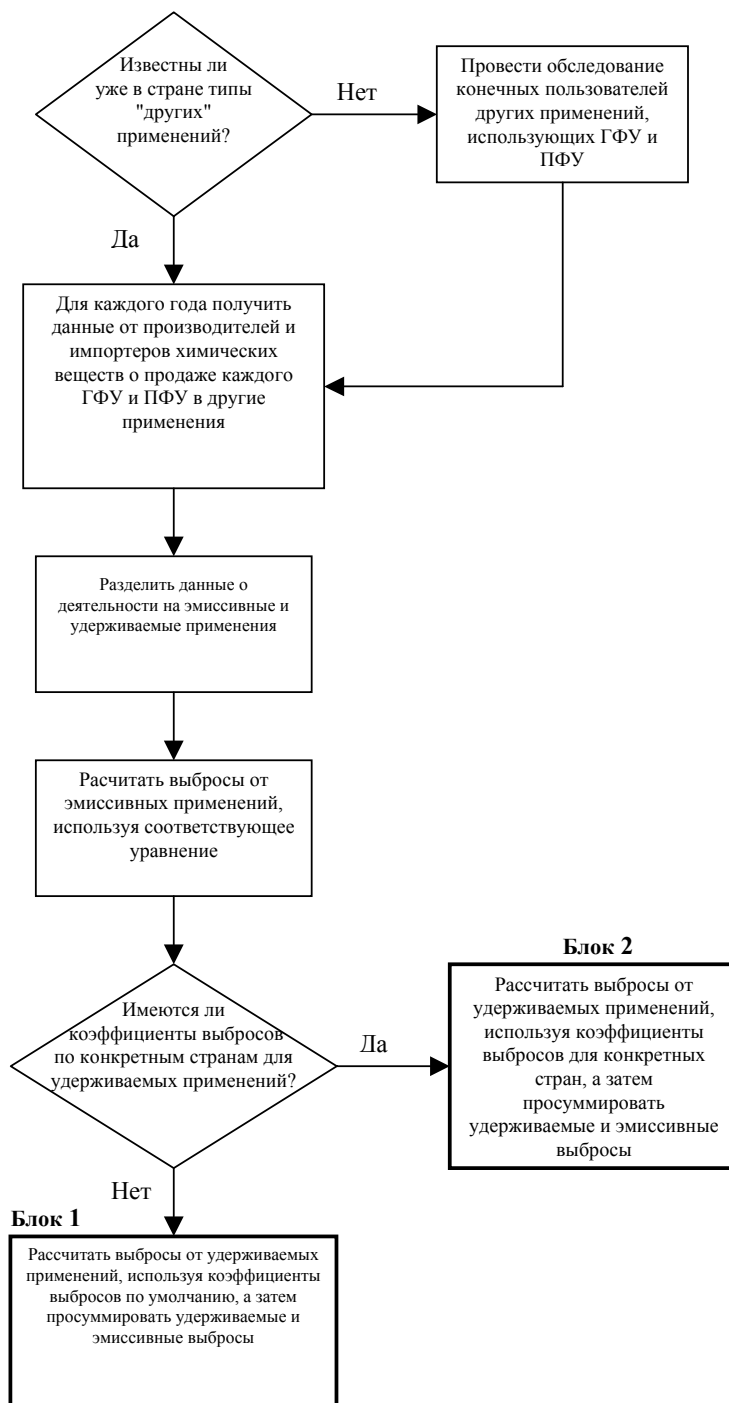 Известны ли
уже в стране типы
"других"
применений?
Нет
Провести обследование
конечных пользователей
других применений,
использующих ГФУ и
ПФУ
Да
Для каждого года получить
данные от производителей и
импортеров химических
веществ о продаже каждого
ГФУ и ПФУ в другие
применения
Разделить данные о
деятельности на эмиссивные и
удерживаемые применения
Расчитать выбросы от
эмиссивных применений,
используя соответствующее
уравнение
Имеются ли
коэффициенты выбросов
по конкретным странам для
удерживаемых применений?
Да
Блок 2
Рассчитать выбросы от
удерживаемых применений,
используя коэффициенты
выбросов для конкретных
стран, а затем
просуммировать
удерживаемые и эмиссивные
выбросы
Нет
Блок 1
Рассчитать выбросы от удерживаемых
применений, используя коэффициенты
выбросов по умолчанию, а затем
просуммировать удерживаемые и
эмиссивные выбросы